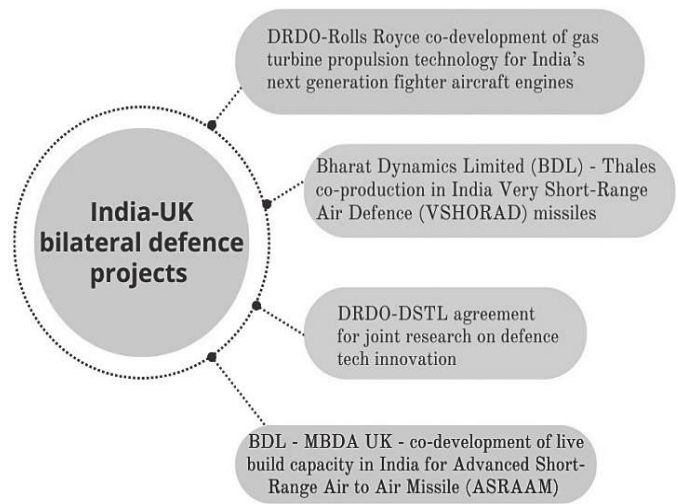 DRDO-Rolls Royce co-development of gas
turbine propulsion technology for India's
next generation fighter aircraft engines
India-UK
bilateral defence
projects
Bharat Dynamics Limited (BDL) - Thales
co-production in India Very Short-Range
Air Defence (VSHORAD) missiles
DRDO-DSTL agreement
for joint research on defence
tech innovation
BDL - MBDA UK - co-development of live
build capacity in India for Advanced Short-
Range Air to Air Missile (ASRAAM)